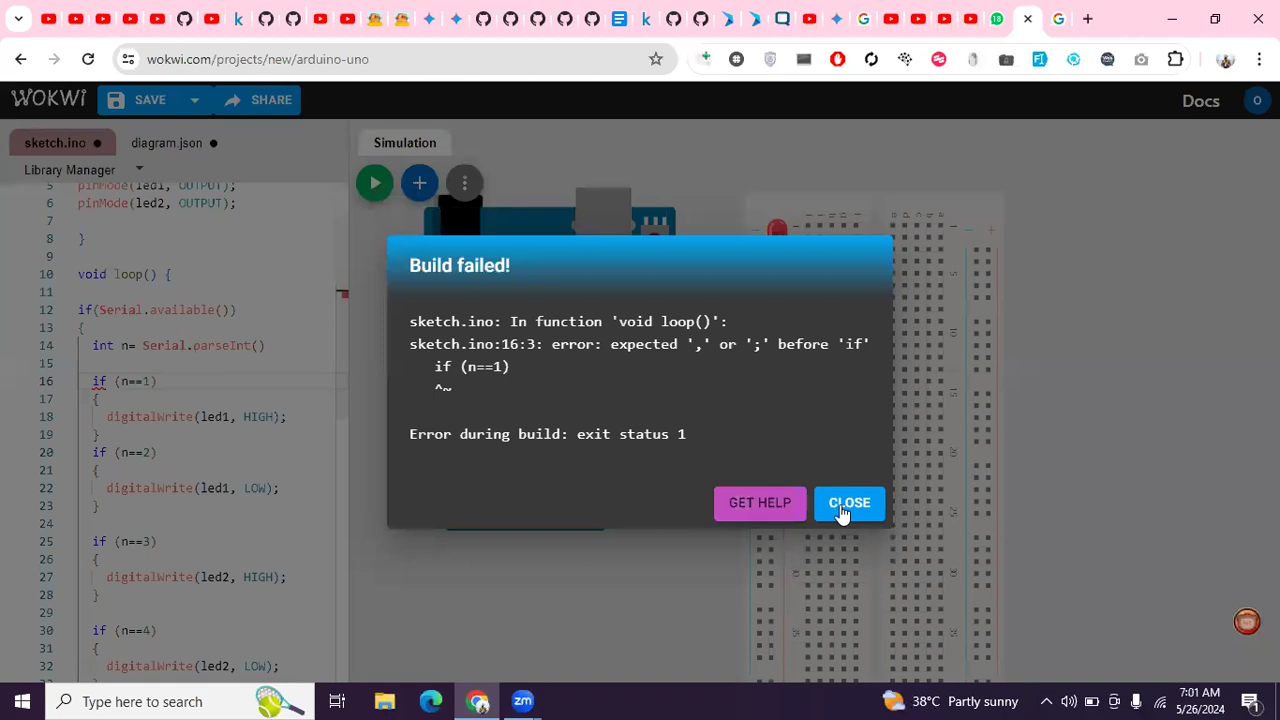 wokwi.com/projects/new/arduino-uno
WOKWI
SAVE
SHARE
Docs
O
sketch.ino
diagram.json
Simulation
Library Manager
5 pinMode(led1, OUTPUT);
6 pinMode(led2, OUTPUT);
7
8 }
9
10 void loop() {
11
12 if(Serial.available())
13 {
14 int n= Serial.parseInt()
15
16 if (n==1)
17 {
18 digitalWrite(led1, HIGH);
19 }
20 if (n==2)
21 {
22 digitalWrite(led1, LOW);
23 }
24
25 if (n==3)
26 {
27 digitalWrite(led2, HIGH);
28 }
29
30 if (n==4)
31 {
32 digitalWrite(led2, LOW);
Build failed!
sketch.ino: In function 'void loop()':
sketch.ino:16:3: error: expected ',' or ';' before 'if'
if (n==1)
^~
Error during build: exit status 1
GET HELP
CLOSE
Type here to search
zm
38°C Partly sunny
7:01 AM
5/26/2024
1